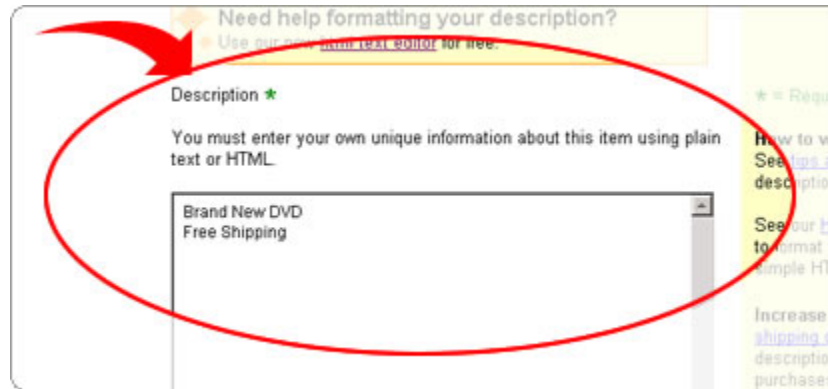 Need help formatting your description?
Use our new html text editor for free.
Description *
* = Requ
You must enter your own unique information about this item using plain
text or HTML.
How to w
See tips a
description
Brand New DVD
Free Shipping
See our h
to format
simple HT
Increase
shipping
descriptio
purchase